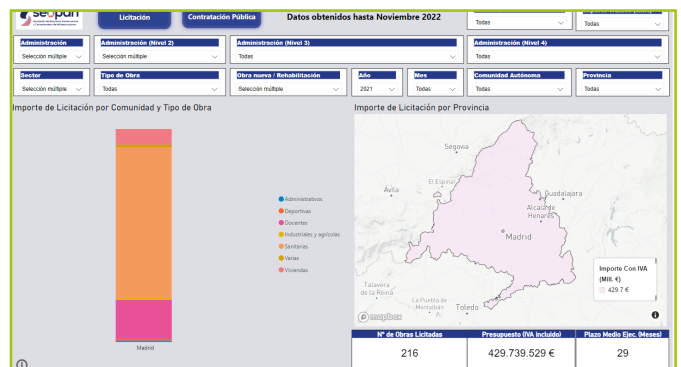 seopan
Licitación
Contratación Pública
Datos obtenidos hasta Noviembre 2022
Todas
Todas
Administración
Administración (Nivel 2)
Administración (Nivel 3)
Administración (Nivel 4)
Selección múltiple
Selección múltiple
Todas
Todas
Sector
Tipo de Obra
Obra nueva / Rehabilitación
Año
Mes
Comunidad Autónoma
Provincia
Selección múltiple
Todas
Selección múltiple
2021
Todas
Todas
Todas
Importe de Licitación por Comunidad y Tipo de Obra
Importe de Licitación por Provincia
Administrativos
Deportivas
Docentes
Industriales y agrícolas
Sanitarias
Varias
Viviendas
Madrid
Segovia
El Espinar
Ávila
Guadalajara
Alcalá de
Henares
Madrid
Talavera
de la Reina
La Puebla de
Montalbán
Toledo
mapbox
Importe Con IVA
(Mill. €)
429.7 €
Nº de Obras Licitadas
Presupuesto (IVA incluido)
Plazo Medio Ejec. (Meses)
216
429.739.529 €
29